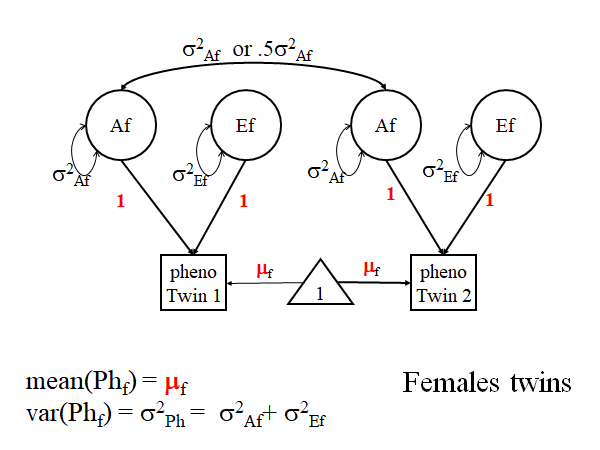 σ²Af or .5σ²Af
Af Ef Af Ef
σ²Af σ²Ef σ²Af σ²Ef
1 1 1 1
pheno Twin 1
μf 1 μf
pheno Twin 2
mean(Phf) = μf
Females twins
var(Phf) = σ²Ph = σ²Af+ σ²Ef